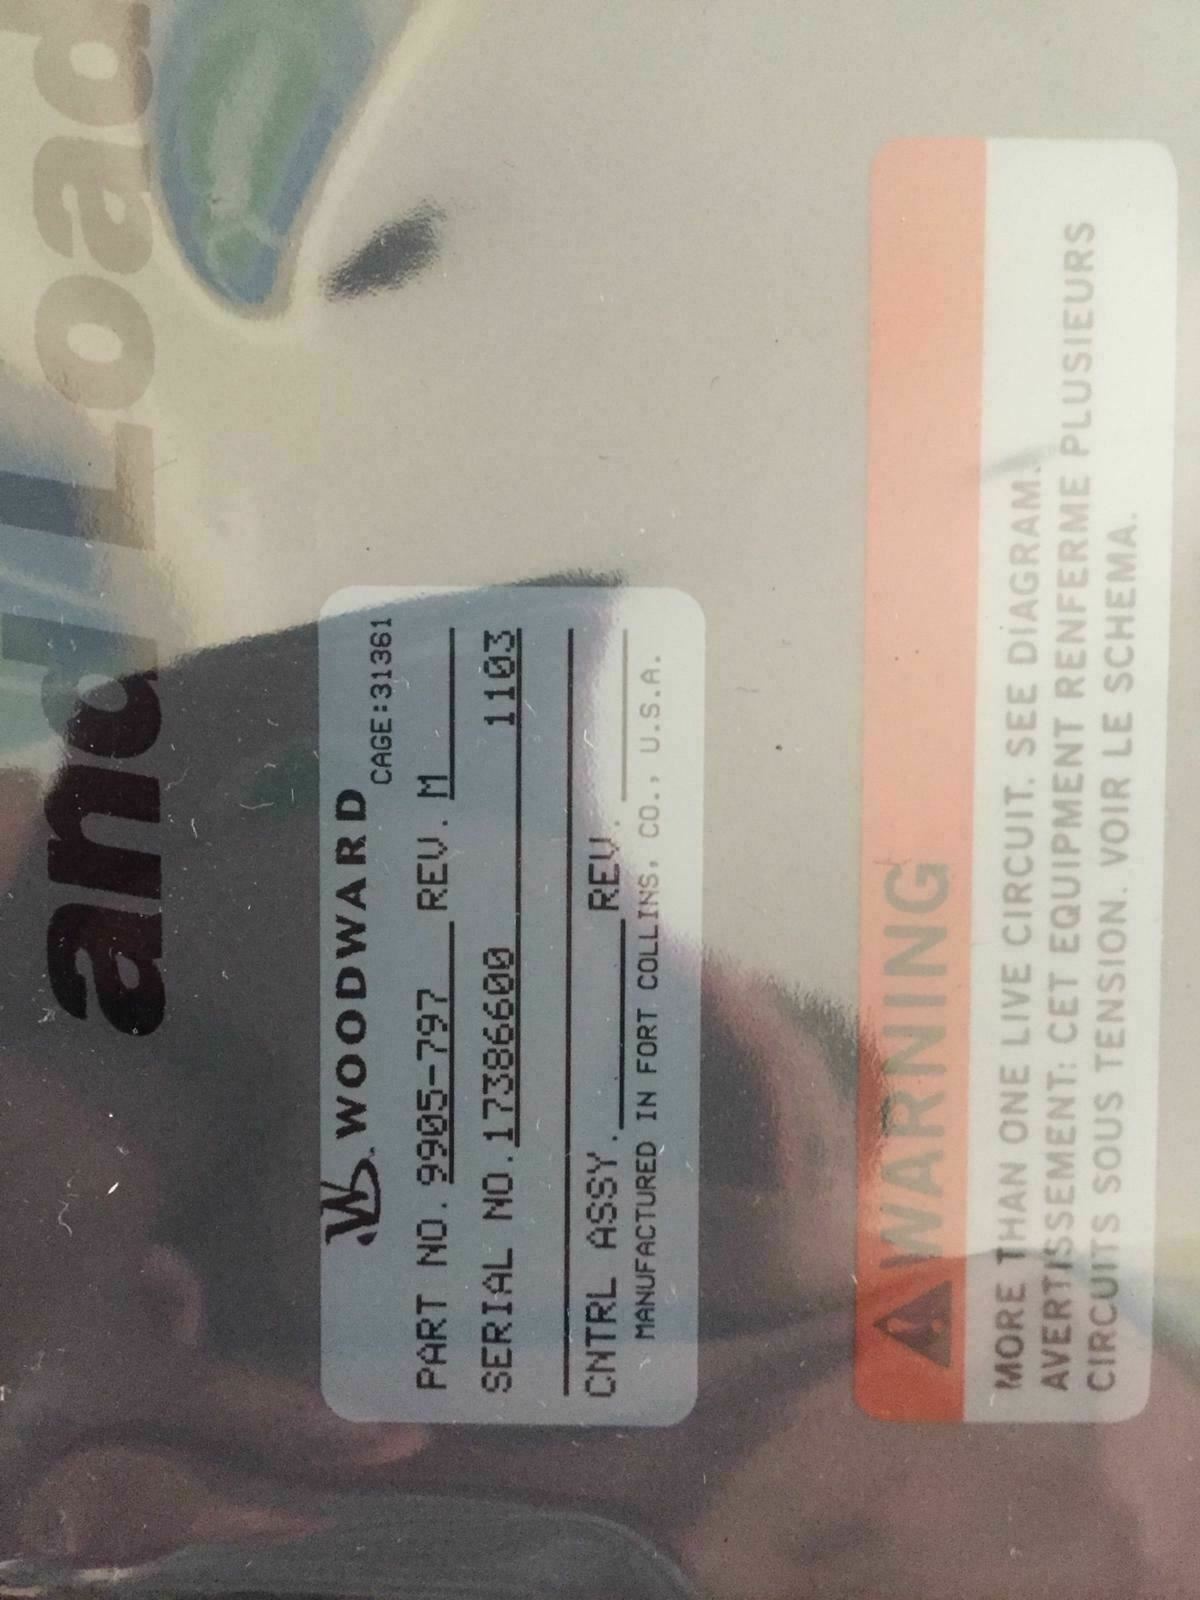 and Load
WOODWARD
CAGE:31361
PART NO. 9905-797 REV. M
SERIAL NO. 17386600 1103
CNTRL ASSY. REV.
MANUFACTURED IN FORT COLLINS, CO., U.S.A.
WARNING
MORE THAN ONE LIVE CIRCUIT. SEE DIAGRAM.
AVERTISSEMENT: CET EQUIPMENT RENFERME PLUSIEURS
CIRCUITS SOUS TENSION. VOIR LE SCHEMA.